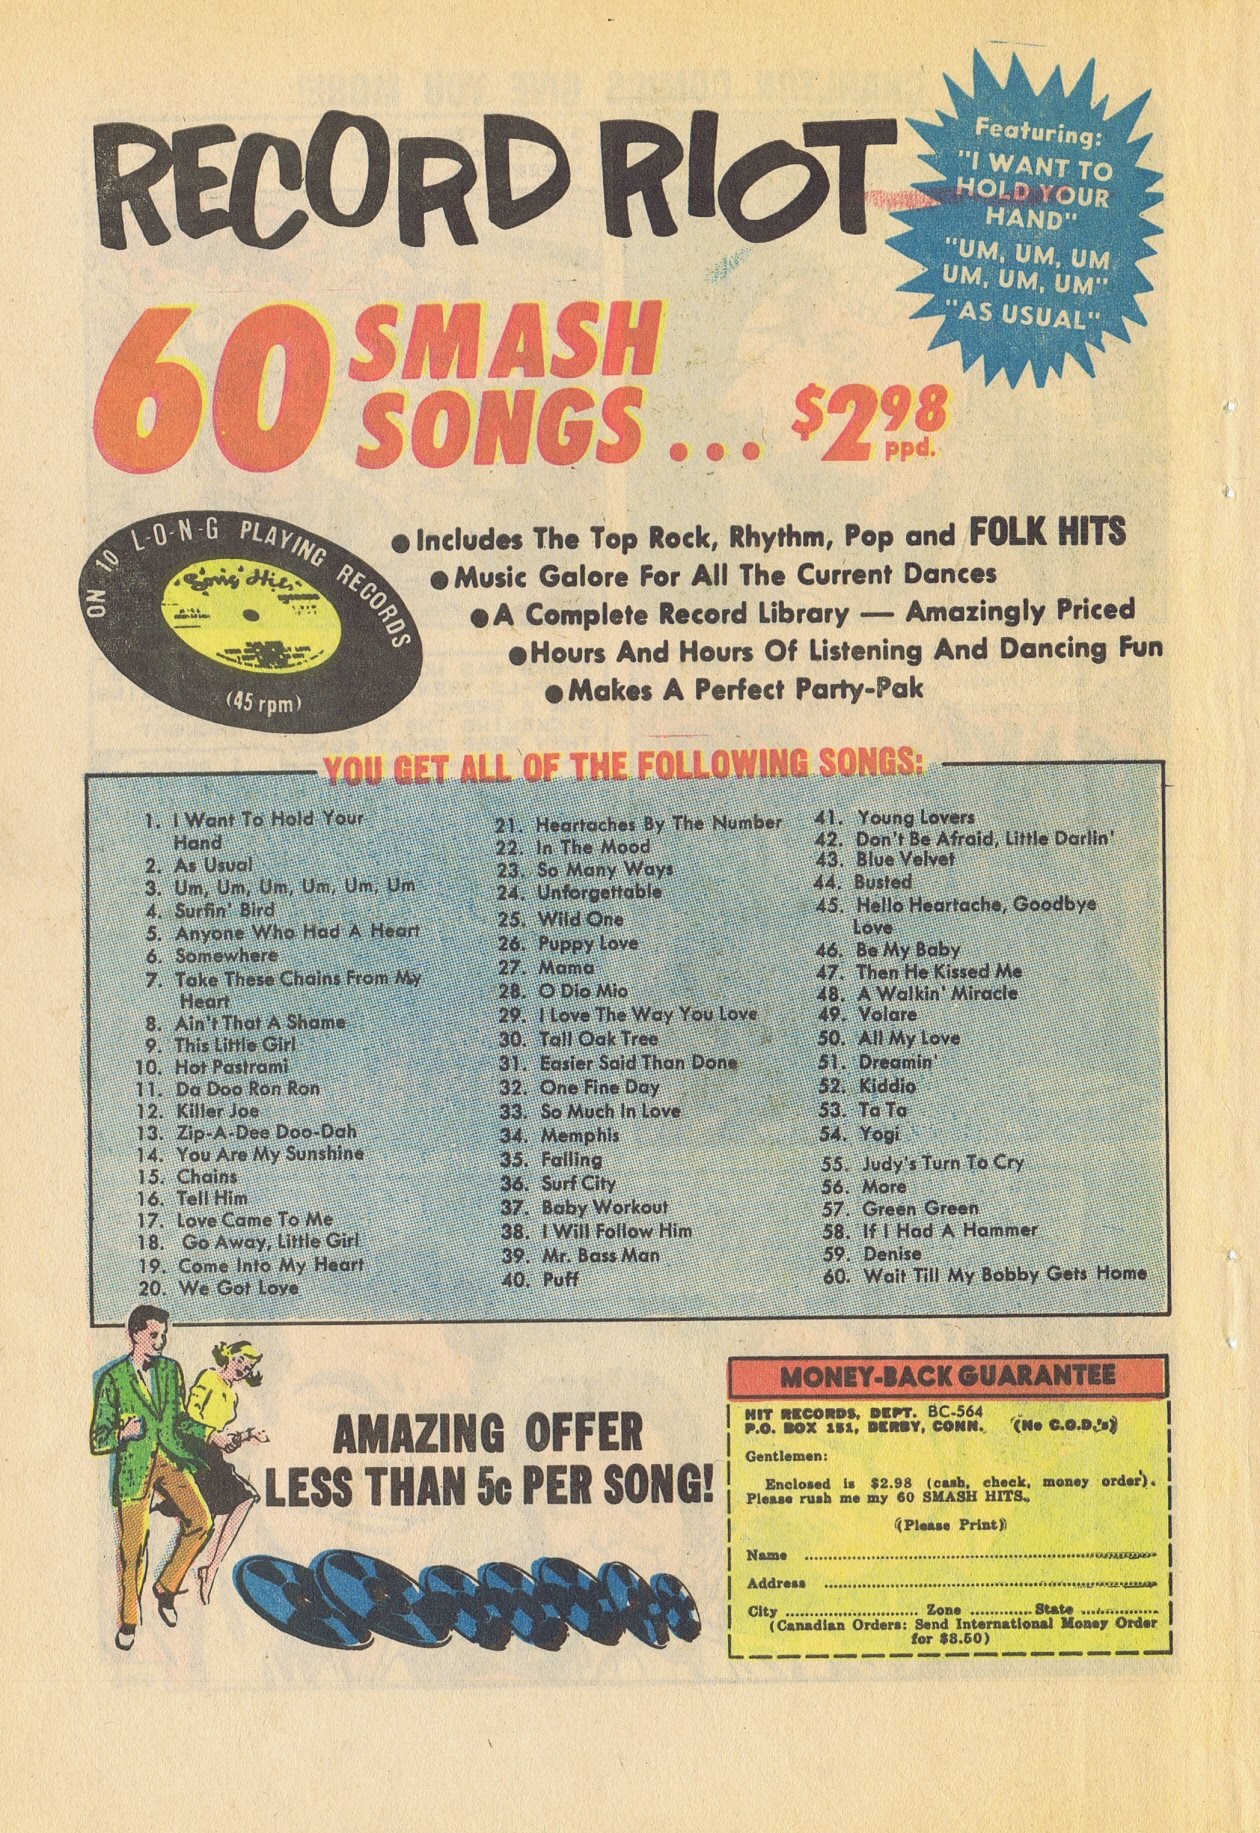 RECORD RIOT
Featuring:
"I WANT TO
HOLD YOUR
HAND"
"UM, UM, UM
UM, UM, UM"
"AS USUAL"
60 SMASH
SONGS... $2.98
ppd.
ON 10 L-O-N-G PLAYING RECORDS
"Song Hits"
(45 rpm)
● Includes The Top Rock, Rhythm, Pop and FOLK HITS
● Music Galore For All The Current Dances
● A Complete Record Library — Amazingly Priced
● Hours And Hours Of Listening And Dancing Fun
● Makes A Perfect Party-Pak
YOU GET ALL OF THE FOLLOWING SONGS:
1. I Want To Hold Your
Hand
2. As Usual
3. Um, Um, Um, Um, Um, Um
4. Surfin' Bird
5. Anyone Who Had A Heart
6. Somewhere
7. Take These Chains From My
Heart
8. Ain't That A Shame
9. This Little Girl
10. Hot Pastrami
11. Da Doo Ron Ron
12. Killer Joe
13. Zip-A-Dee Doo-Dah
14. You Are My Sunshine
15. Chains
16. Tell Him
17. Love Came To Me
18. Go Away, Little Girl
19. Come Into My Heart
20. We Got Love
21. Heartaches By The Number
22. In The Mood
23. So Many Ways
24. Unforgettable
25. Wild One
26. Puppy Love
27. Mama
28. O Dio Mio
29. I Love The Way You Love
30. Tall Oak Tree
31. Easier Said Than Done
32. One Fine Day
33. So Much In Love
34. Memphis
35. Falling
36. Surf City
37. Baby Workout
38. I Will Follow Him
39. Mr. Bass Man
40. Puff
41. Young Lovers
42. Don't Be Afraid, Little Darlin'
43. Blue Velvet
44. Busted
45. Hello Heartache, Goodbye
Love
46. Be My Baby
47. Then He Kissed Me
48. A Walkin' Miracle
49. Volare
50. All My Love
51. Dreamin'
52. Kiddio
53. Ta Ta
54. Yogi
55. Judy's Turn To Cry
56. More
57. Green Green
58. If I Had A Hammer
59. Denise
60. Wait Till My Bobby Gets Home
AMAZING OFFER
LESS THAN 5c PER SONG!
MONEY-BACK GUARANTEE
HIT RECORDS, DEPT. BC-564
P.O. BOX 151, DERBY, CONN. (No C.O.D.'s)
Gentlemen:
Enclosed is $2.98 (cash, check, money order).
Please rush me my 60 SMASH HITS.
(Please Print)
Name
Address
City Zone State
(Canadian Orders: Send International Money Order
for $3.50)